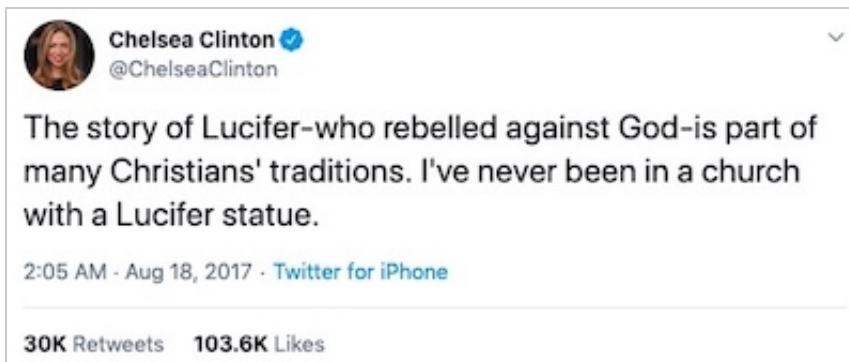 Chelsea Clinton
@ChelseaClinton
The story of Lucifer-who rebelled against God-is part of
many Christians' traditions. I've never been in a church
with a Lucifer statue.
2:05 AM · Aug 18, 2017 · Twitter for iPhone
30K Retweets 103.6K Likes